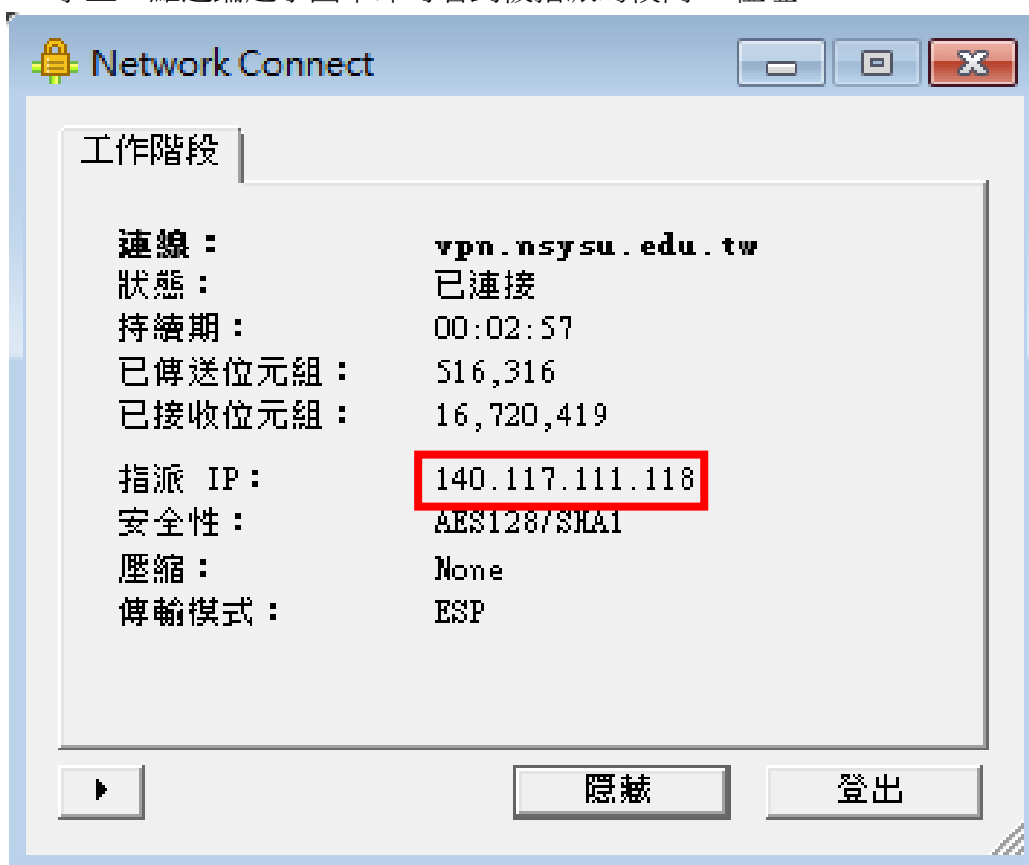 Network Connect
工作階段
連線： vpn.nsysu.edu.tw
狀態： 已連接
持續期： 00:02:57
已傳送位元組： 516,316
已接收位元組： 16,720,419
指派 IP： 140.117.111.118
安全性： AES128/SHA1
壓縮： None
傳輸模式： ESP
隱藏 登出